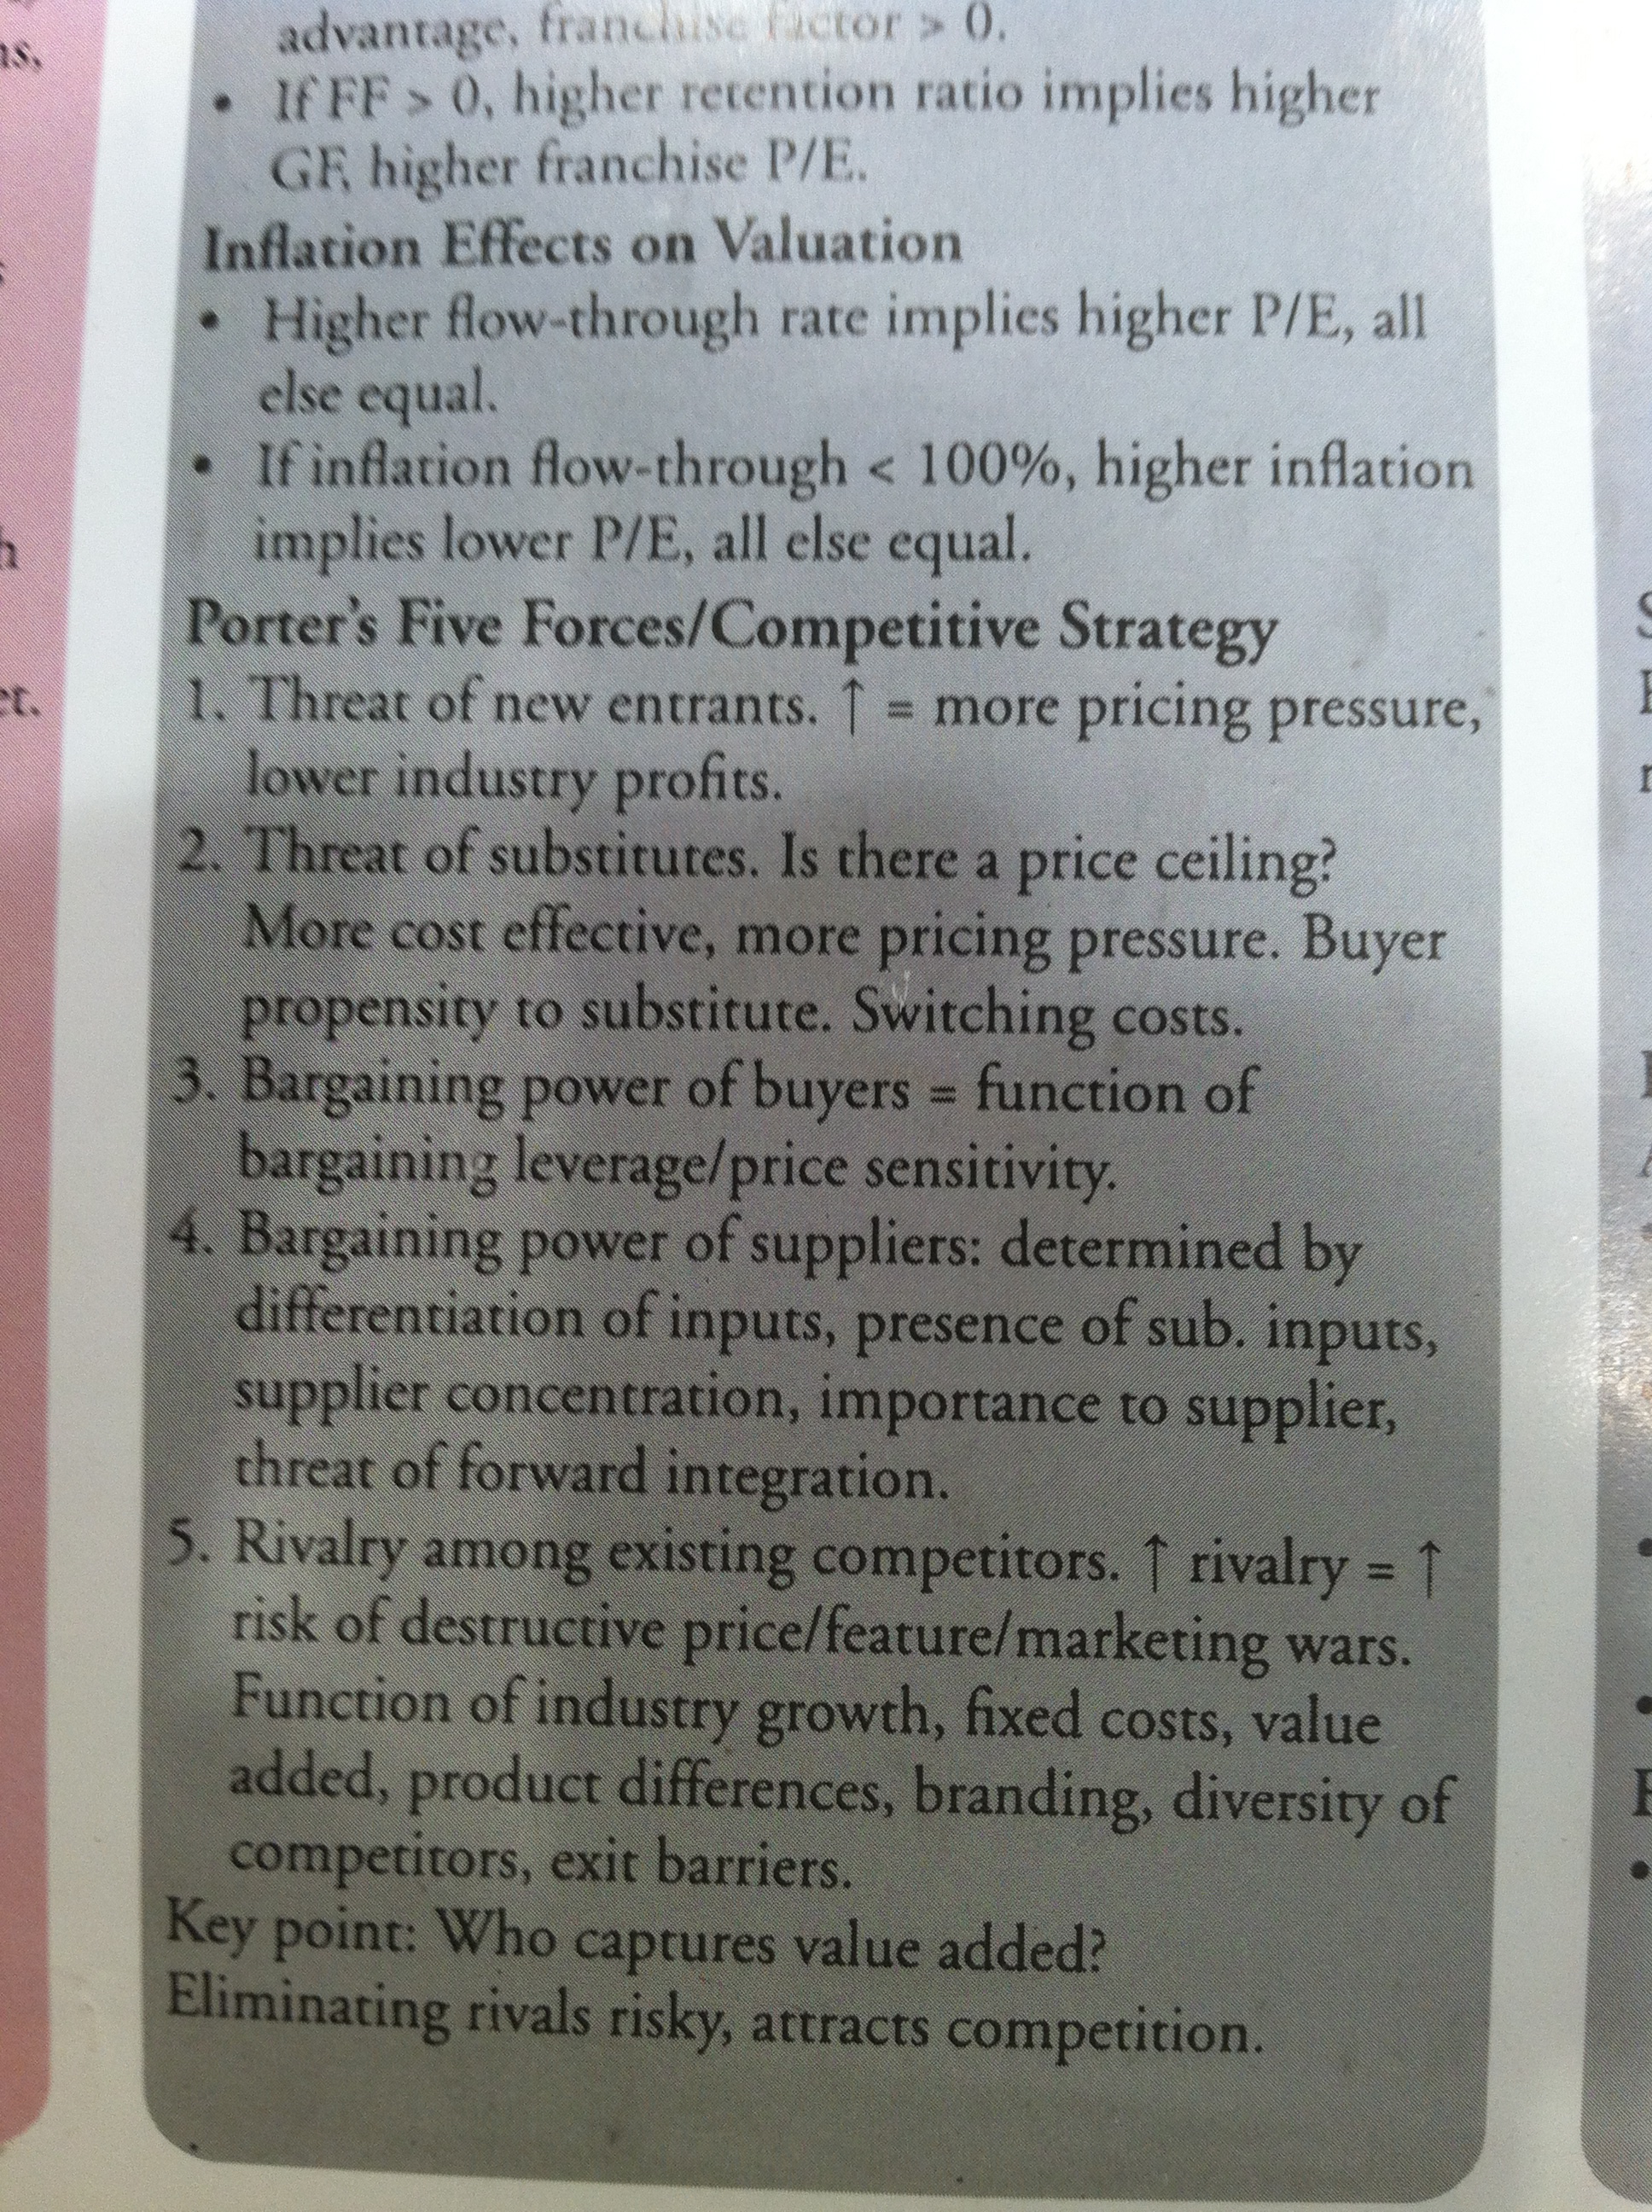 advantage, franchise factor > 0.
• If FF > 0, higher retention ratio implies higher
GF, higher franchise P/E.
Inflation Effects on Valuation
• Higher flow-through rate implies higher P/E, all
else equal.
• If inflation flow-through < 100%, higher inflation
implies lower P/E, all else equal.
Porter's Five Forces/Competitive Strategy
1. Threat of new entrants. ↑ = more pricing pressure,
lower industry profits.
2. Threat of substitutes. Is there a price ceiling?
More cost effective, more pricing pressure. Buyer
propensity to substitute. Switching costs.
3. Bargaining power of buyers = function of
bargaining leverage/price sensitivity.
4. Bargaining power of suppliers: determined by
differentiation of inputs, presence of sub. inputs,
supplier concentration, importance to supplier,
threat of forward integration.
5. Rivalry among existing competitors. ↑ rivalry = ↑
risk of destructive price/feature/marketing wars.
Function of industry growth, fixed costs, value
added, product differences, branding, diversity of
competitors, exit barriers.
Key point: Who captures value added?
Eliminating rivals risky, attracts competition.